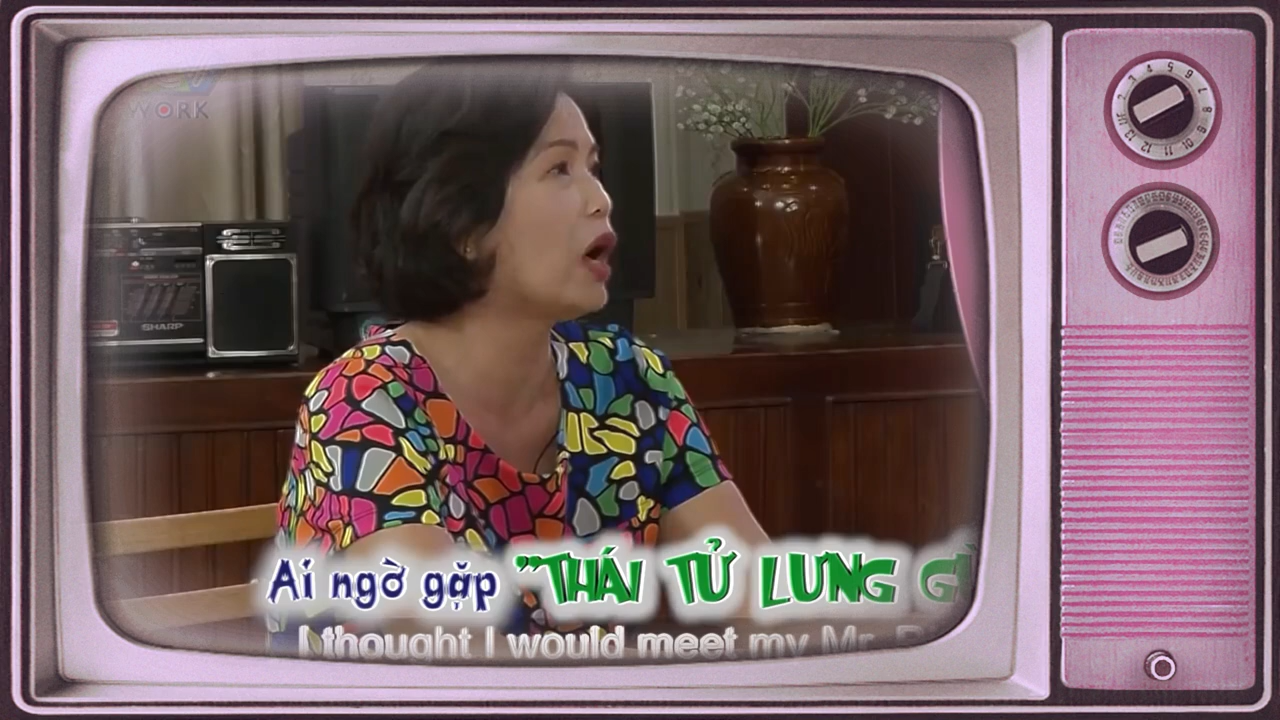 WORK
SHARP
Ai ngờ gặp "THÁI TỬ LƯNG
I thought I would meet my Mr.